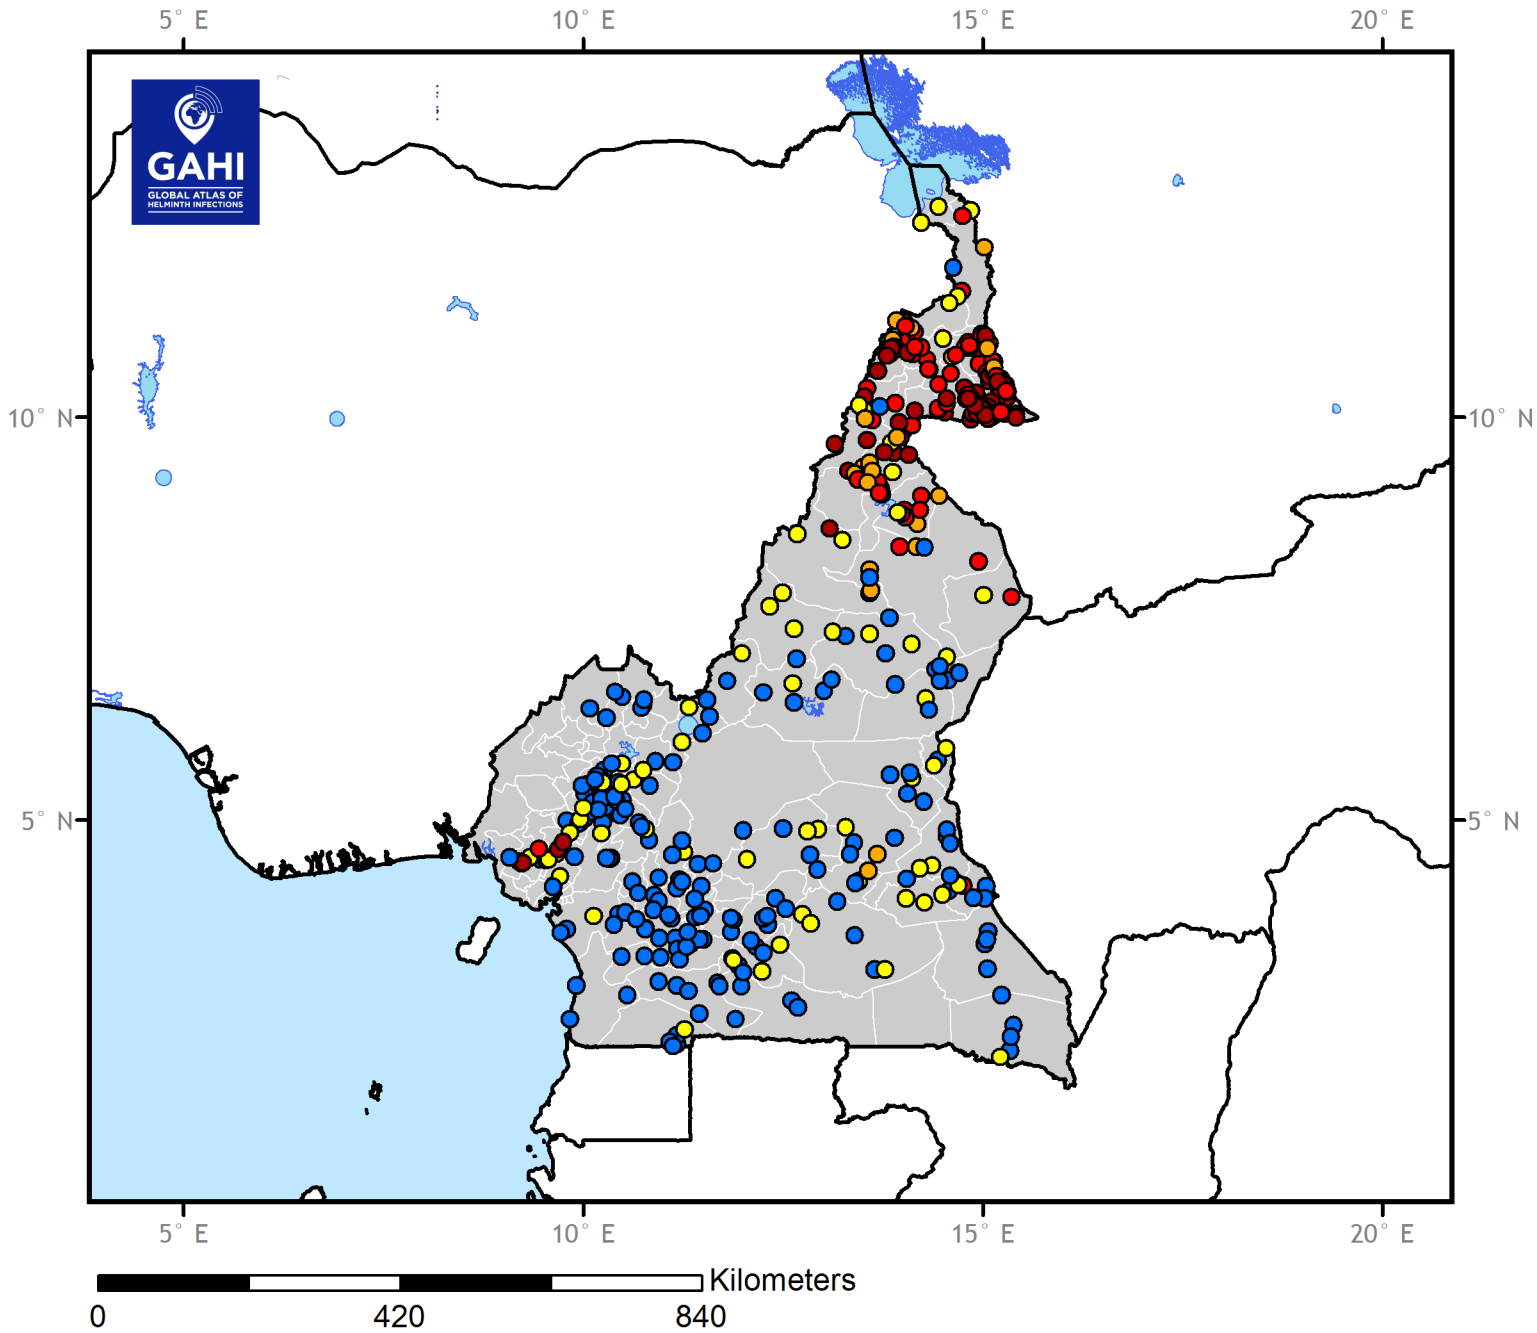 5° E
10° E
15° E
20° E
GAHI
GLOBAL ATLAS OF
HELMINTH INFECTIONS
10° N
10° N
5° N
5° N
5° E
10° E
15° E
20° E
Kilometers
0
420
840